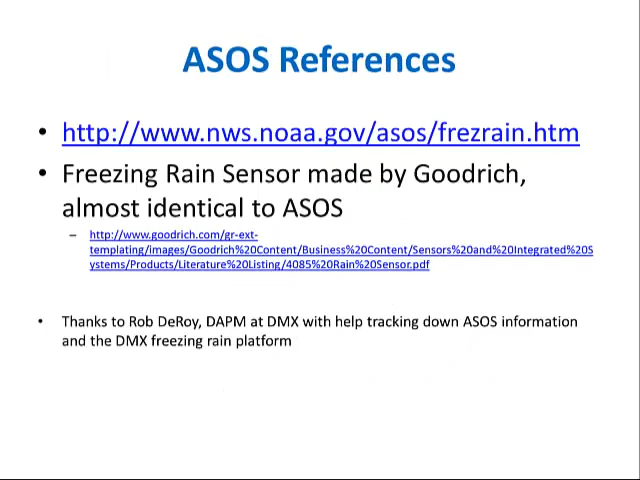 ASOS References
• http://www.nws.noaa.gov/asos/frezrain.htm
• Freezing Rain Sensor made by Goodrich,
almost identical to ASOS
– http://www.goodrich.com/gr-ext-
templating/images/Goodrich%20Content/Business%20Content/Sensors%20and%20Integrated%20S
ystems/Products/Literature%20Listing/4085%20Rain%20Sensor.pdf
• Thanks to Rob DeRoy, DAPM at DMX with help tracking down ASOS information
and the DMX freezing rain platform